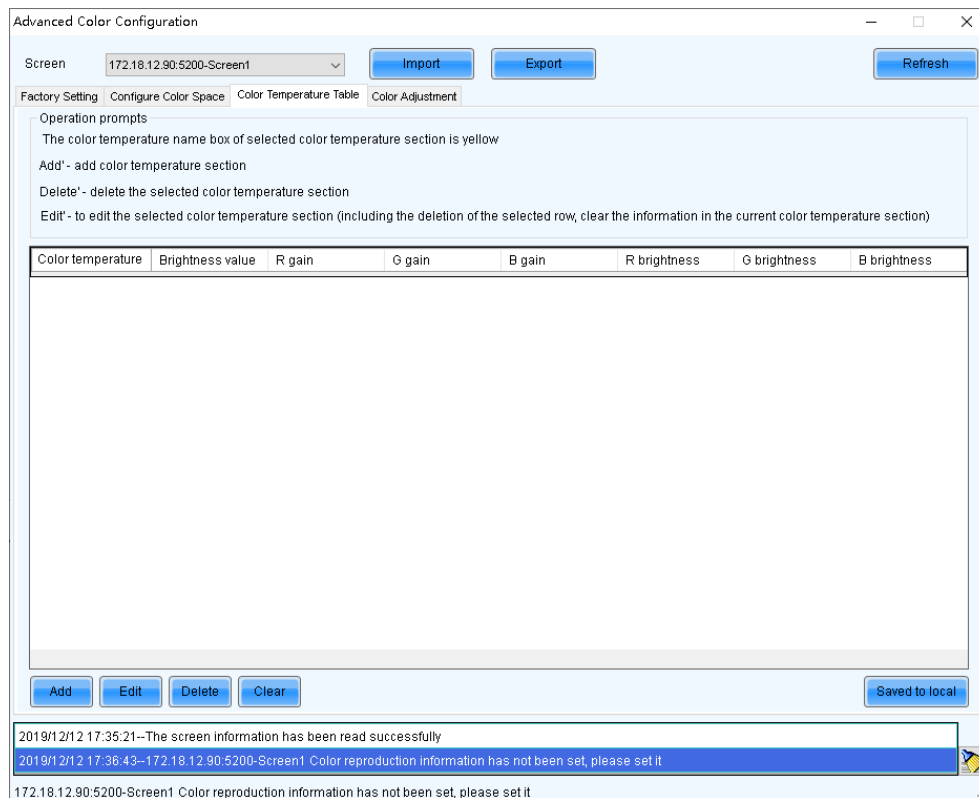 Advanced Color Configuration
Screen 172.18.12.90:5200-Screen1 Import Export Refresh
Factory Setting Configure Color Space Color Temperature Table Color Adjustment
Operation prompts
The color temperature name box of selected color temperature section is yellow
Add' - add color temperature section
Delete' - delete the selected color temperature section
Edit' - to edit the selected color temperature section (including the deletion of the selected row, clear the information in the current color temperature section)
Color temperature Brightness value R gain G gain B gain R brightness G brightness B brightness
Add Edit Delete Clear Saved to local
2019/12/12 17:35:21--The screen information has been read successfully
2019/12/12 17:36:43--172.18.12.90:5200-Screen1 Color reproduction information has not been set, please set it
172.18.12.90:5200-Screen1 Color reproduction information has not been set, please set it